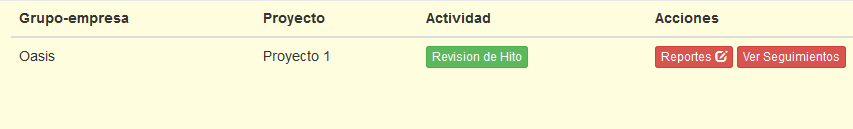 Grupo-empresa Proyecto Actividad Acciones
Oasis Proyecto 1 Revision de Hito Reportes Ver Seguimientos